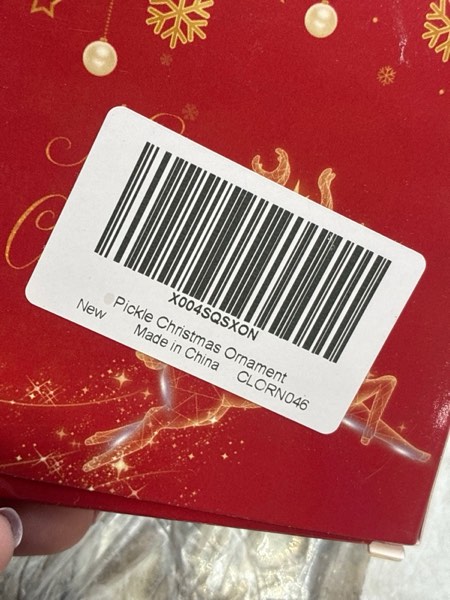 X004SQSXON
Pickle Christmas Ornament
New
Made in China CLORN046